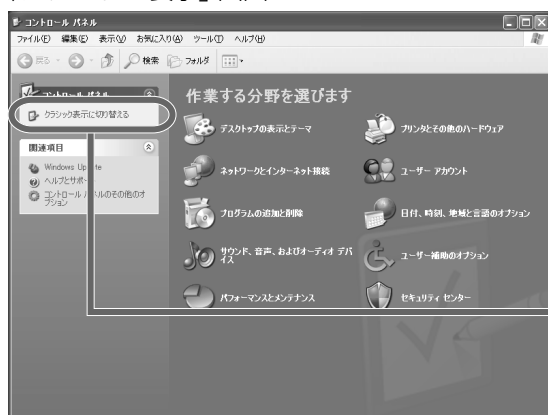 コントロール パネル
ファイル(F) 編集(E) 表示(V) お気に入り(A) ツール(T) ヘルプ(H)
戻る 検索 フォルダ
コントロール パネル
クラシック表示に切り替える
関連項目
Windows Up te
ヘルプとサポ
コントロール パネルのその他のオプション
作業する分野を選びます
デスクトップの表示とテーマ
プリンタとその他のハードウェア
ネットワークとインターネット接続
ユーザー アカウント
プログラムの追加と削除
日付、時刻、地域と言語のオプション
サウンド、音声、およびオーディオ デバイス
ユーザー補助のオプション
パフォーマンスとメンテナンス
セキュリティ センター